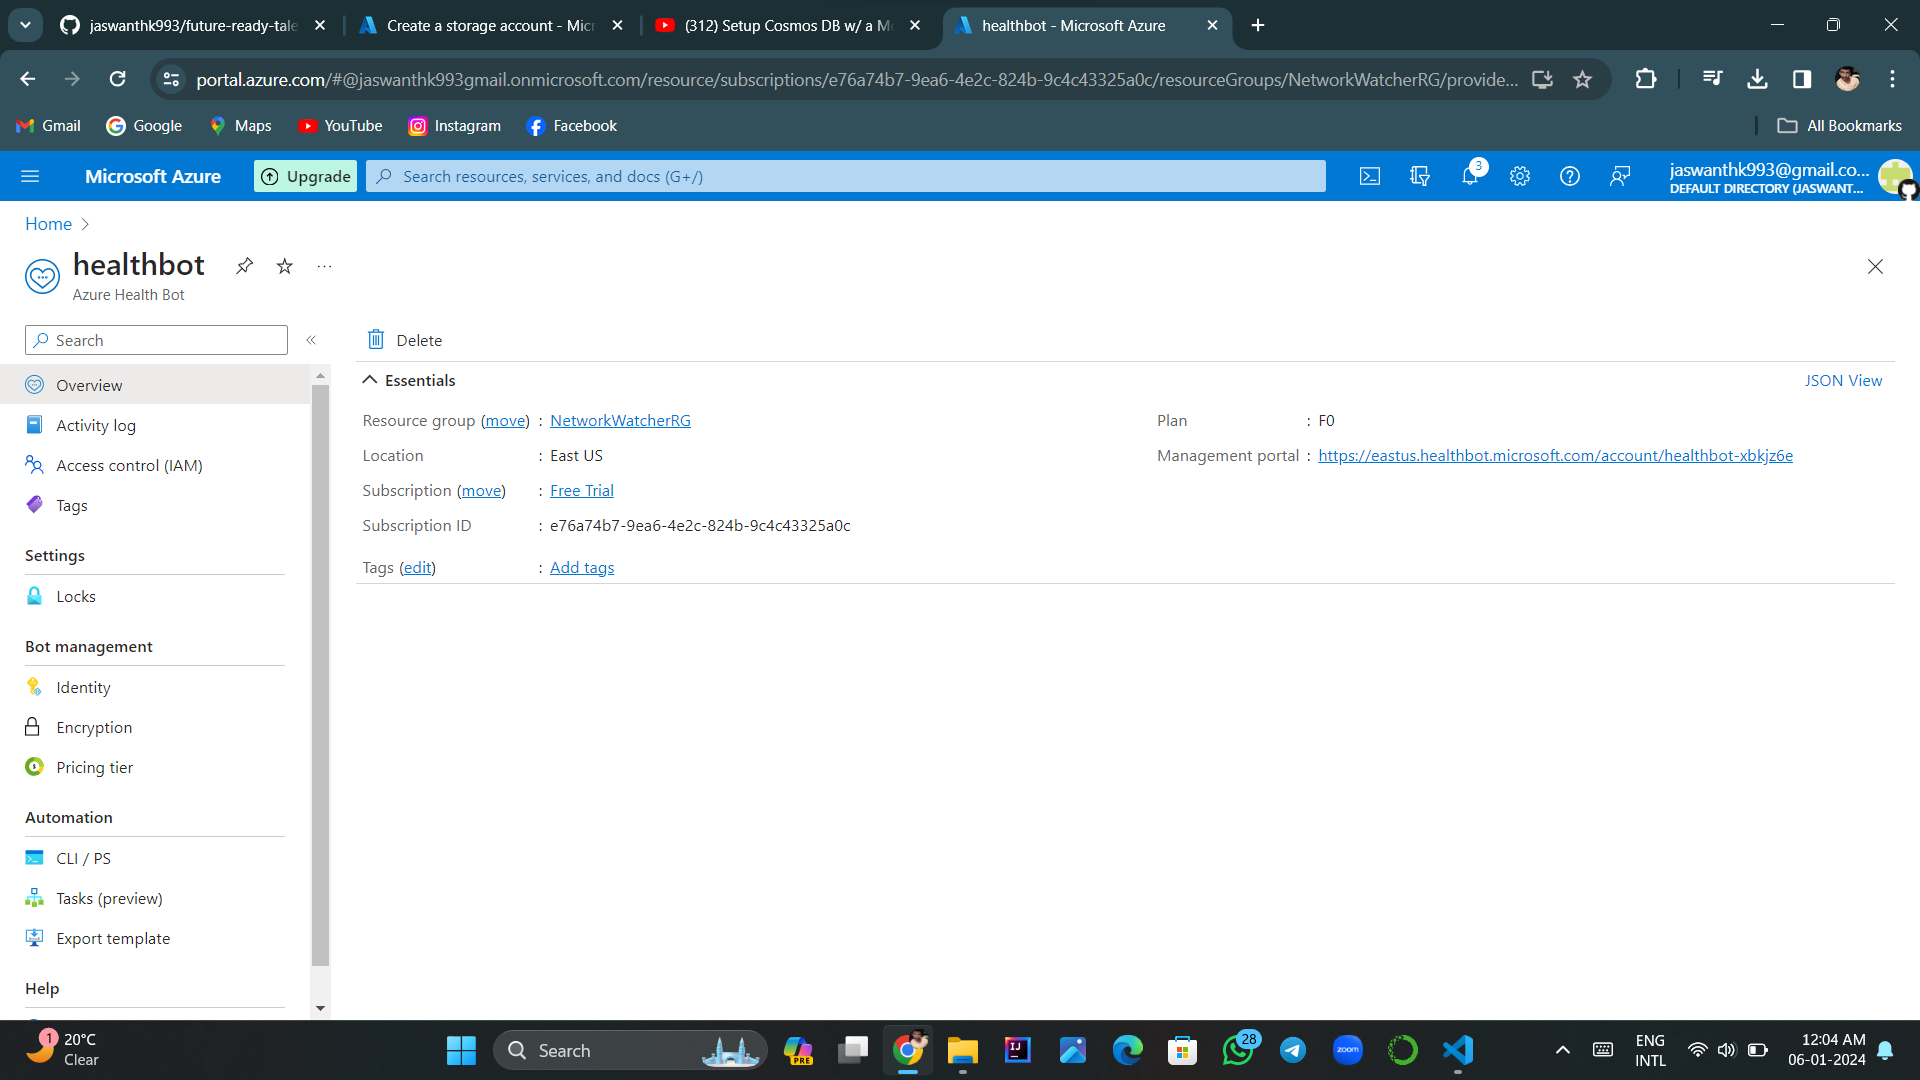 jaswanthk993/future-ready-tale
Create a storage account - Micr
(312) Setup Cosmos DB w/ a Mo
healthbot - Microsoft Azure
portal.azure.com/#@jaswanthk993gmail.onmicrosoft.com/resource/subscriptions/e76a74b7-9ea6-4e2c-824b-9c4c43325a0c/resourceGroups/NetworkWatcherRG/provide...
Gmail
Google
Maps
YouTube
Instagram
Facebook
All Bookmarks
Microsoft Azure
Upgrade
Search resources, services, and docs (G+/)
3
jaswanthk993@gmail.co...
DEFAULT DIRECTORY (JASWANT...
Home
healthbot
Azure Health Bot
Search
Delete
Overview
Activity log
Access control (IAM)
Tags
Settings
Locks
Bot management
Identity
Encryption
Pricing tier
Automation
CLI / PS
Tasks (preview)
Export template
Help
Essentials
JSON View
Resource group (move) : NetworkWatcherRG
Location : East US
Subscription (move) : Free Trial
Subscription ID : e76a74b7-9ea6-4e2c-824b-9c4c43325a0c
Tags (edit) : Add tags
Plan : F0
Management portal : https://eastus.healthbot.microsoft.com/account/healthbot-xbkjz6e
1
20°C
Clear
Search
PRE
IJ
28
zoom
ENG
INTL
12:04 AM
06-01-2024